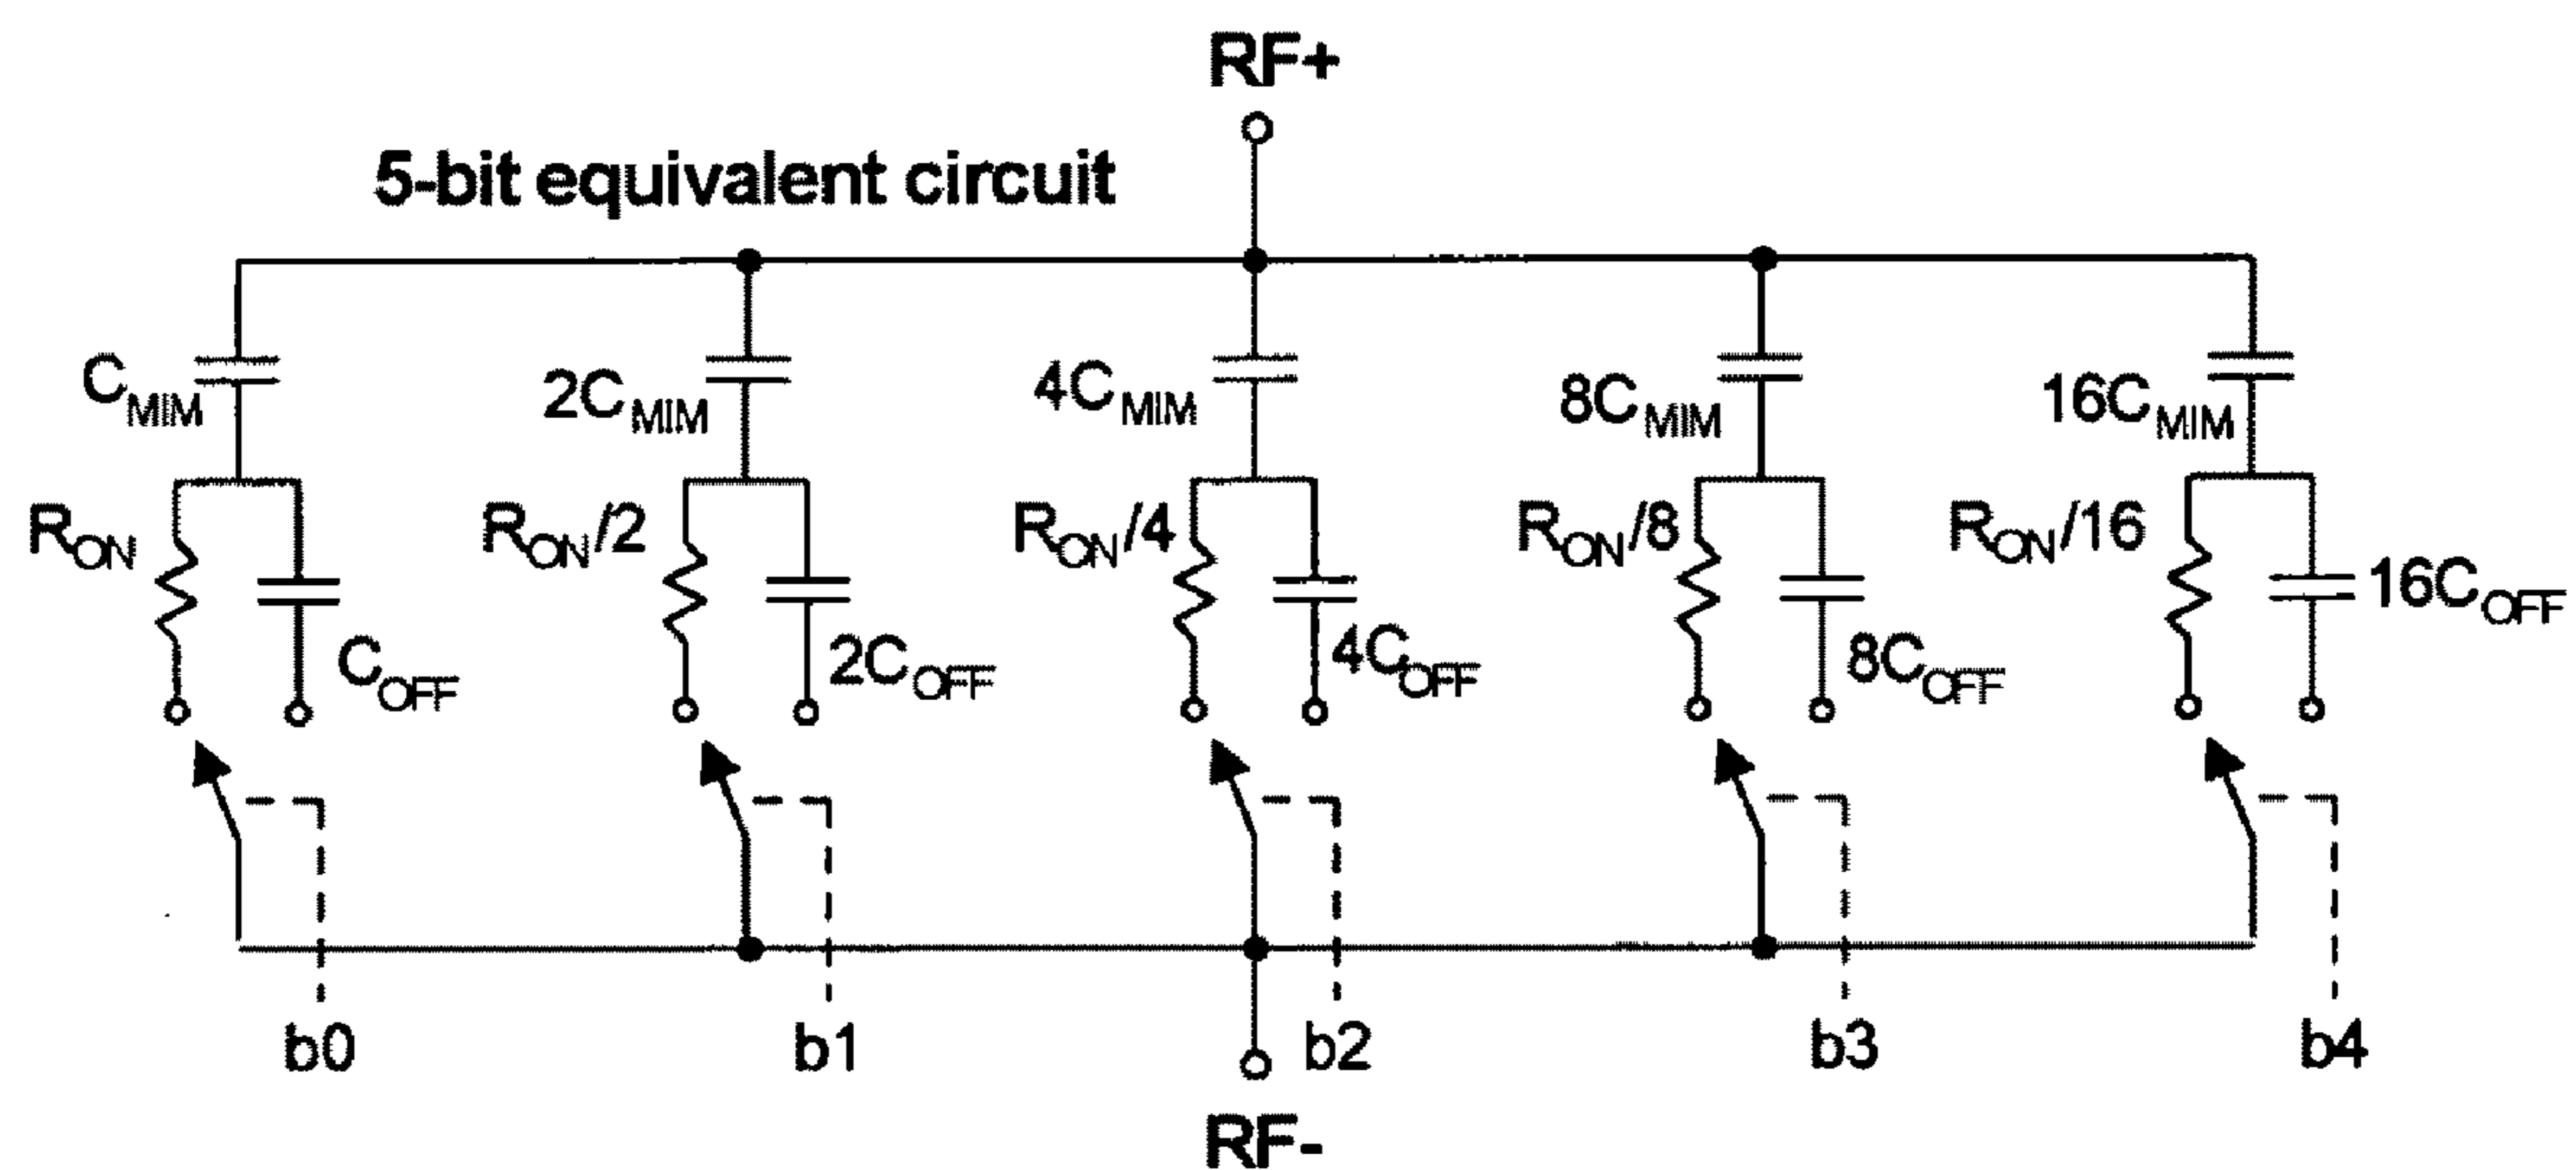 RF+
5-bit equivalent circuit
CMIM
2CMIM
4CMIM
8CMIM
16CMIM
RON
RON/2
RON/4
RON/8
RON/16
COFF
2COFF
4COFF
8COFF
16COFF
b0
b1
b2
b3
b4
RF-